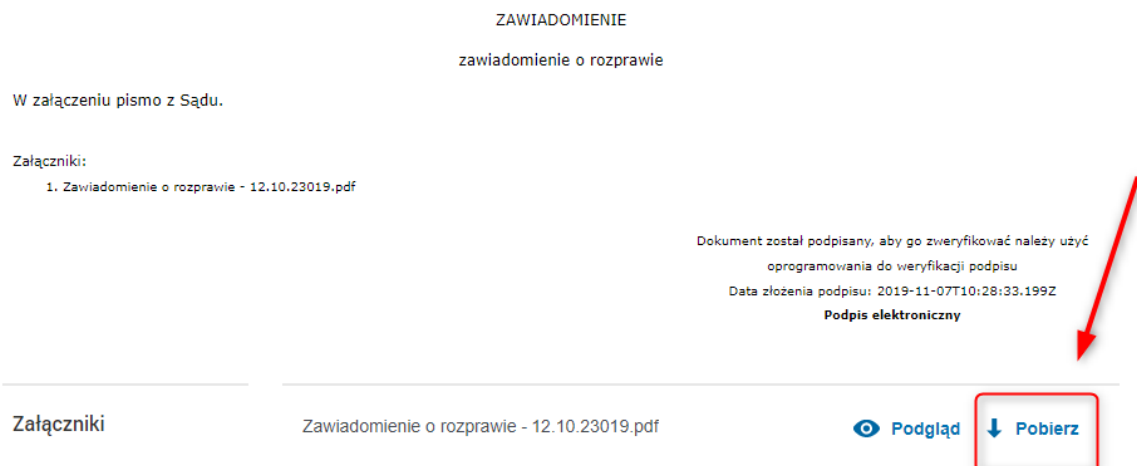 ZAWIADOMIENIE
zawiadomienie o rozprawie
W załączeniu pismo z Sądu.
Załączniki:
1. Zawiadomienie o rozprawie - 12.10.23019.pdf
Dokument został podpisany, aby go zweryfikować należy użyć
oprogramowania do weryfikacji podpisu
Data złożenia podpisu: 2019-11-07T10:28:33.199Z
Podpis elektroniczny
Załączniki Zawiadomienie o rozprawie - 12.10.23019.pdf Podgląd Pobierz